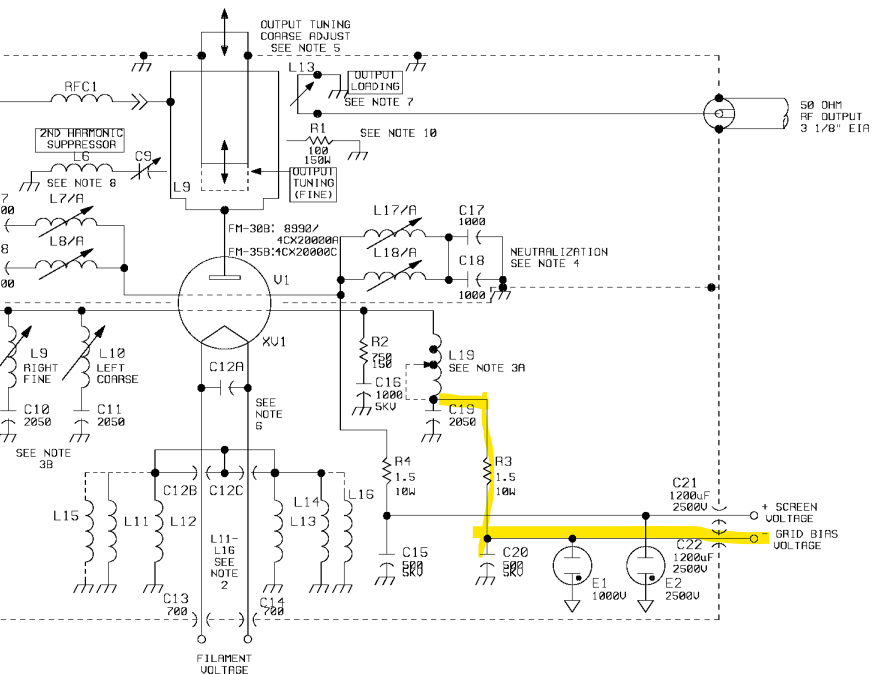 OUTPUT TUNING
COARSE ADJUST
SEE NOTE 5
RFC1
L13
OUTPUT
LOADING
SEE NOTE 7
50 OHM
RF OUTPUT
3 1/8" EIA
2ND HARMONIC
SUPPRESSOR
L6
C9
SEE NOTE 8
R1
100
150W
SEE NOTE 10
L9
OUTPUT
TUNING
(FINE)
7
00
L7/A
8
L8/A
00
FM-30B: 8990/
4CX20000A
FM-35B:4CX20000C
L17/A
C17
1000
L18/A
C18
1000
NEUTRALIZATION
SEE NOTE 4
V1
XV1
L9
RIGHT
FINE
L10
LEFT
COARSE
R2
C16
1000
5KV
L19
SEE NOTE 3A
C12A
SEE
NOTE
6
C10
2050
C11
2050
C19
2050
SEE NOTE
3B
R4
1.5
10W
R3
1.5
10W
C12B
C12C
L15
L11
L12
L14
L13
L16
L11-
L16
SEE
NOTE
2
C21
1200uF
2500V
+ SCREEN
VOLTAGE
- GRID BIAS
VOLTAGE
C22
1200uF
2500V
C15
500
5KV
C20
500
5KV
E1
1000V
E2
2500V
C13
700
C14
700
FILAMENT
VOLTAGE